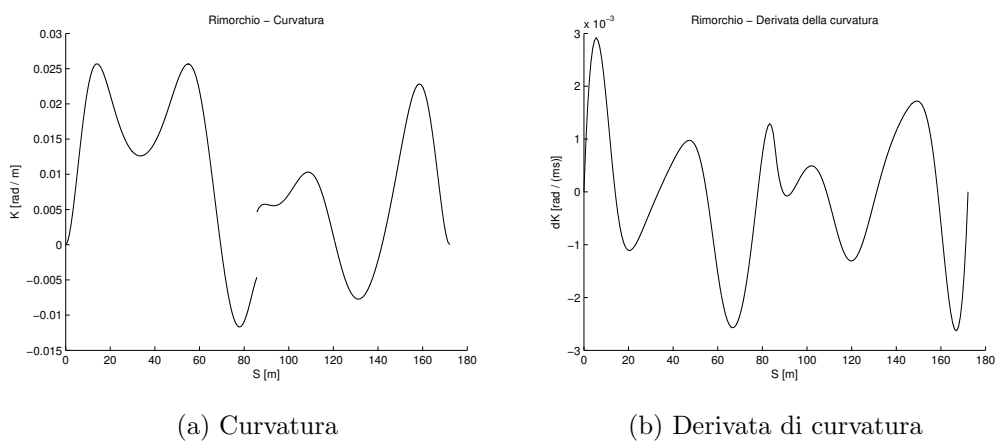 Rimorchio − Curvatura
0.03
0.025
0.02
0.015
0.01
0.005
0
−0.005
−0.01
−0.015
K [rad / m]
0 20 40 60 80 100 120 140 160 180
S [m]
(a) Curvatura
Rimorchio − Derivata della curvatura
x 10⁻³
3
2
1
0
−1
−2
−3
dK [rad / (ms)]
0 20 40 60 80 100 120 140 160 180
S [m]
(b) Derivata di curvatura